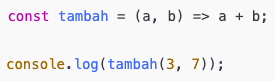 const tambah = (a, b) => a + b;
console.log(tambah(3, 7));